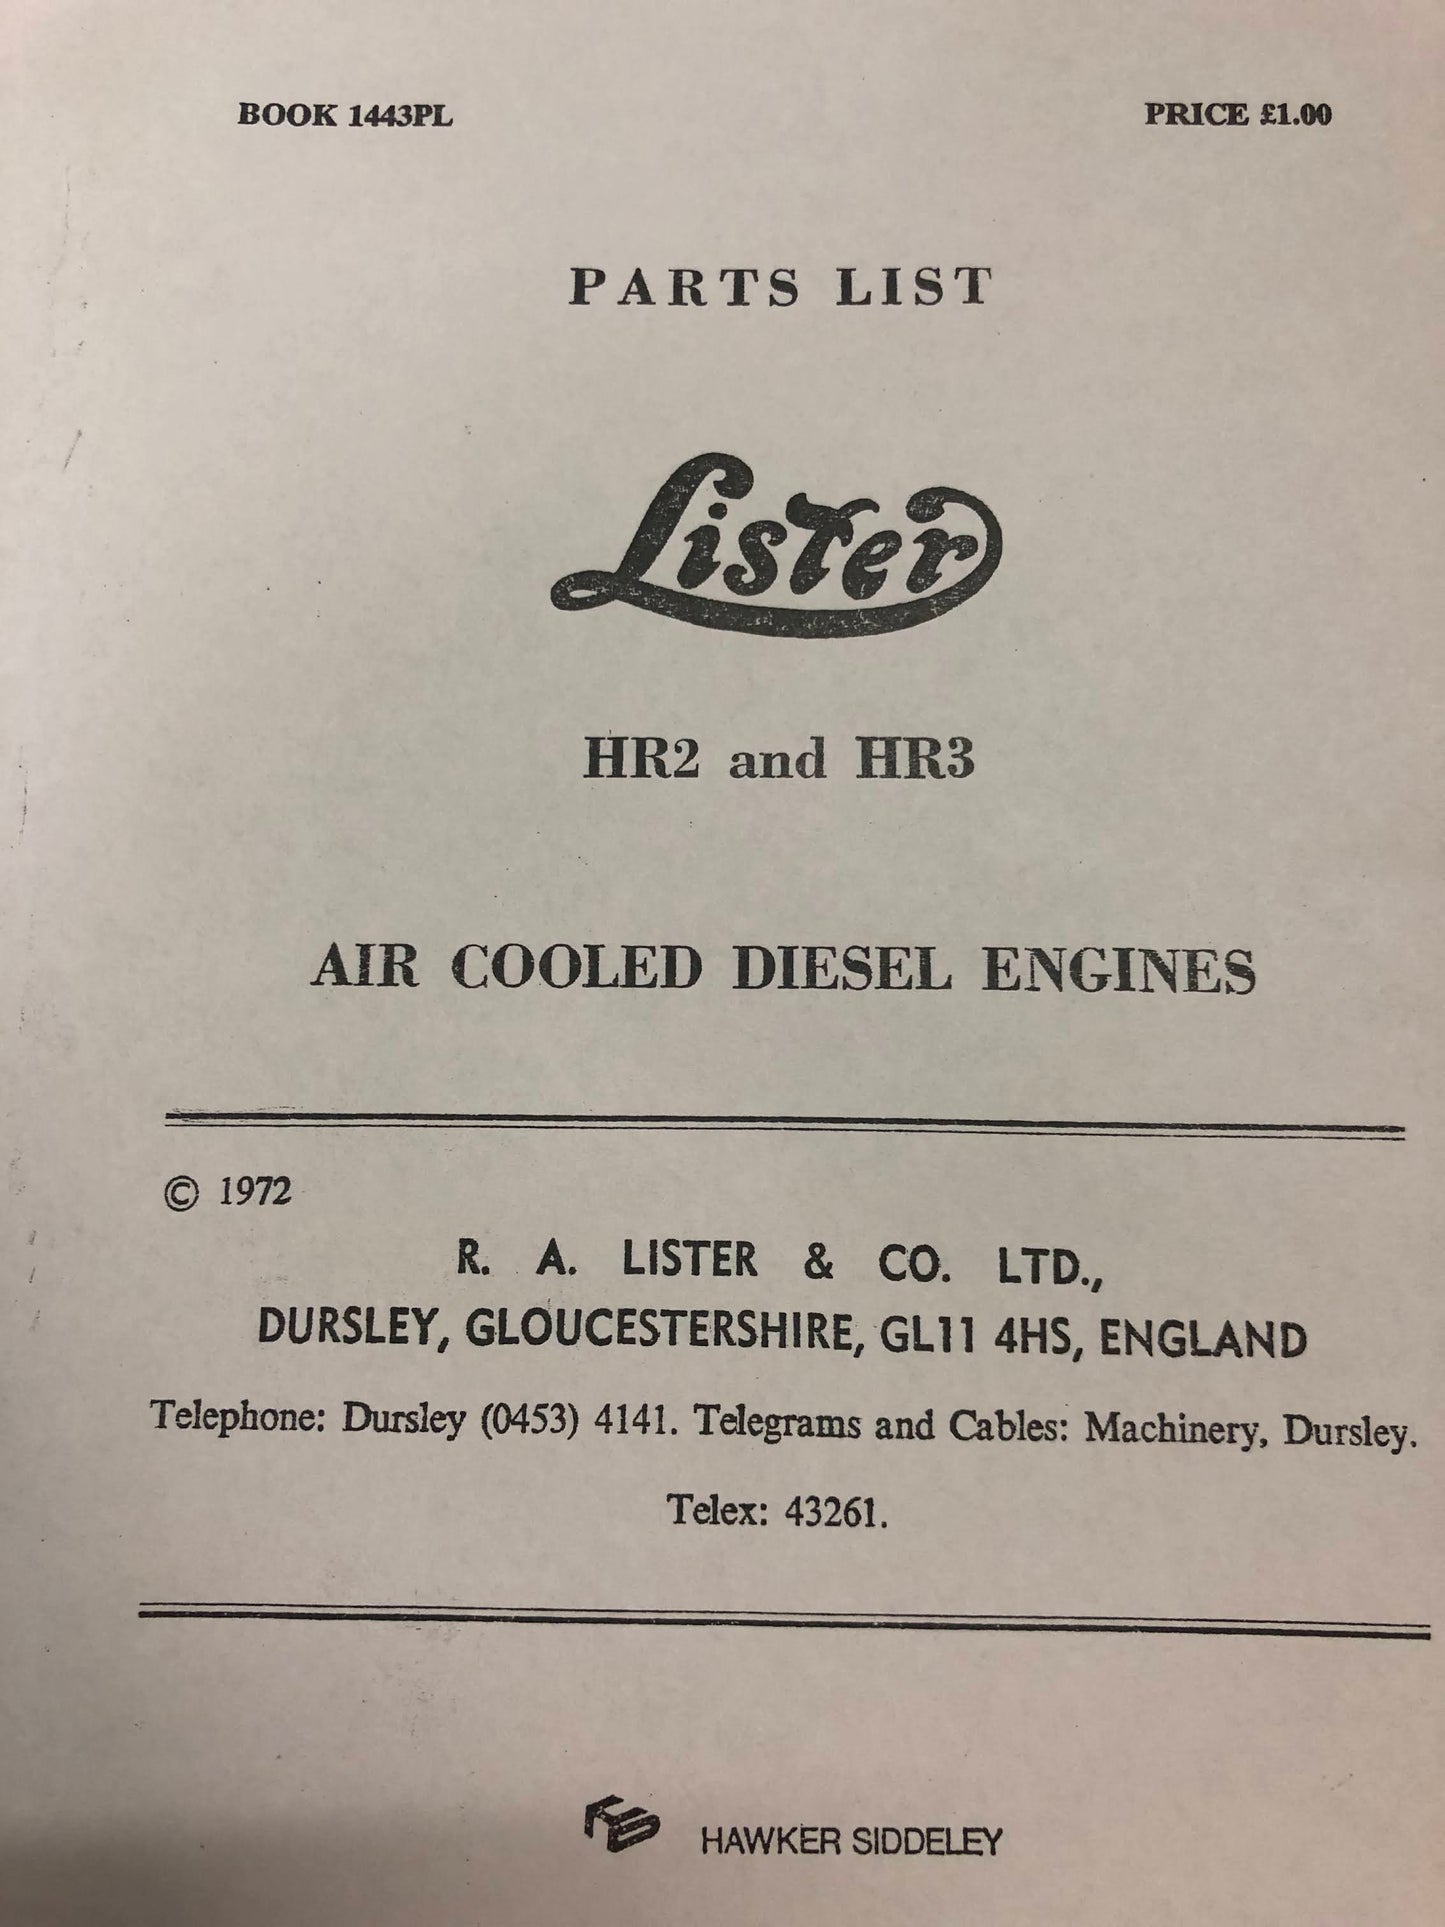 BOOK 1443PL PRICE £1.00
PARTS LIST
Lister
HR2 and HR3
AIR COOLED DIESEL ENGINES
© 1972
R. A. LISTER & CO. LTD.,
DURSLEY, GLOUCESTERSHIRE, GL11 4HS, ENGLAND
Telephone: Dursley (0453) 4141. Telegrams and Cables: Machinery, Dursley.
Telex: 43261.
HS HAWKER SIDDELEY